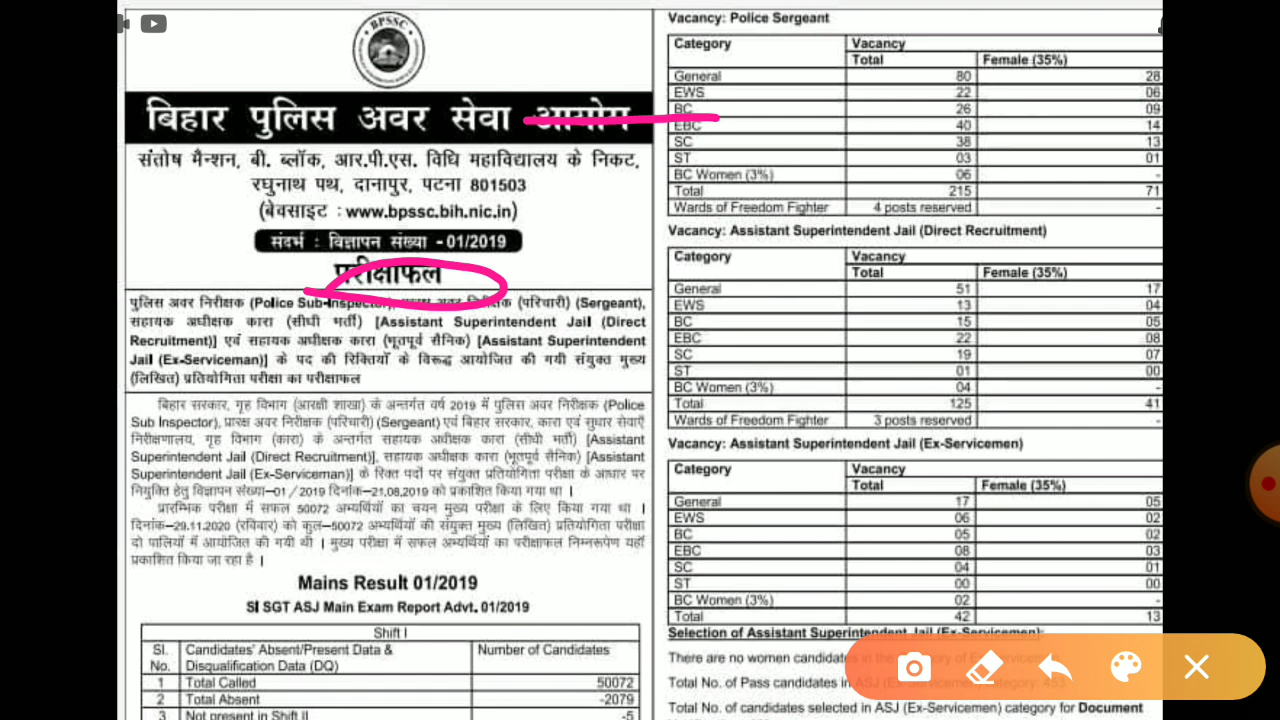 BPSSC
बिहार पुलिस अवर सेवा आयोग
संतोष मैन्शन, बी. ब्लॉक, आर.पी.एस. विधि महाविद्यालय के निकट,
रघुनाथ पथ, दानापुर, पटना 801503
(बेवसाइट : www.bpssc.bih.nic.in)
संदर्भ : विज्ञापन संख्या -01/2019
परीक्षाफल
पुलिस अवर निरीक्षक (Police Sub-Inspector), प्रारक्ष अवर निरीक्षक (परिचारी) (Sergeant),
सहायक अधीक्षक कारा (सीधी भर्ती) [Assistant Superintendent Jail (Direct
Recruitment)] एवं सहायक अधीक्षक कारा (भूतपूर्व सैनिक) [Assistant Superintendent
Jail (Ex-Serviceman)] के पद की रिक्तियों के विरूद्ध आयोजित की गयी संयुक्त मुख्य
(लिखित) प्रतियोगिता परीक्षा का परीक्षाफल
बिहार सरकार, गृह विभाग (आरक्षी शाखा) के अन्तर्गत वर्ष 2019 में पुलिस अवर निरीक्षक (Police
Sub Inspector), प्रारक्ष अवर निरीक्षक (परिचारी) (Sergeant) एवं बिहार सरकार, कारा एवं सुधार सेवाएँ
निरीक्षणालय, गृह विभाग (कारा) के अन्तर्गत सहायक अधीक्षक कारा (सीधी भर्ती) [Assistant
Superintendent Jail (Direct Recruitment)], सहायक अधीक्षक कारा (भूतपूर्व सैनिक) [Assistant
Superintendent Jail (Ex-Serviceman)] के रिक्त पदों पर संयुक्त प्रतियोगिता परीक्षा के आधार पर
नियुक्ति हेतु विज्ञापन संख्या–01/2019 दिनांक–21.08.2019 को प्रकाशित किया गया था ।
प्रारम्भिक परीक्षा में सफल 50072 अभ्यर्थियों का चयन मुख्य परीक्षा के लिए किया गया था ।
दिनांक–29.11.2020 (रविवार) को कुल–50072 अभ्यर्थियों की संयुक्त मुख्य (लिखित) प्रतियोगिता परीक्षा
दो पालियों में आयोजित की गयी थी । मुख्य परीक्षा में सफल अभ्यर्थियों का परीक्षाफल निम्नरूपेण यहाँ
प्रकाशित किया जा रहा है ।
Mains Result 01/2019
SI SGT ASJ Main Exam Report Advt. 01/2019
Shift I
Sl. No. Candidates' Absent/Present Data & Disqualification Data (DQ) Number of Candidates
1 Total Called 50072
2 Total Absent -2079
3 Not present in Shift II -5
Vacancy: Police Sergeant
Category Vacancy
Total Female (35%)
General 80 28
EWS 22 06
BC 26 09
EBC 40 14
SC 38 13
ST 03 01
BC Women (3%) 06 -
Total 215 71
Wards of Freedom Fighter 4 posts reserved -
Vacancy: Assistant Superintendent Jail (Direct Recruitment)
Category Vacancy
Total Female (35%)
General 51 17
EWS 13 04
BC 15 05
EBC 22 08
SC 19 07
ST 01 00
BC Women (3%) 04 -
Total 125 41
Wards of Freedom Fighter 3 posts reserved -
Vacancy: Assistant Superintendent Jail (Ex-Servicemen)
Category Vacancy
Total Female (35%)
General 17 05
EWS 06 02
BC 05 02
EBC 08 03
SC 04 01
ST 00 00
BC Women (3%) 02 -
Total 42 13
Selection of Assistant Superintendent Jail (Ex-Servicemen):
There are no women candidates in the
Total No. of Pass candidates in ASJ (Ex-Servicemen) category: 453
Total No. of candidates selected in ASJ (Ex-Servicemen) category for Document